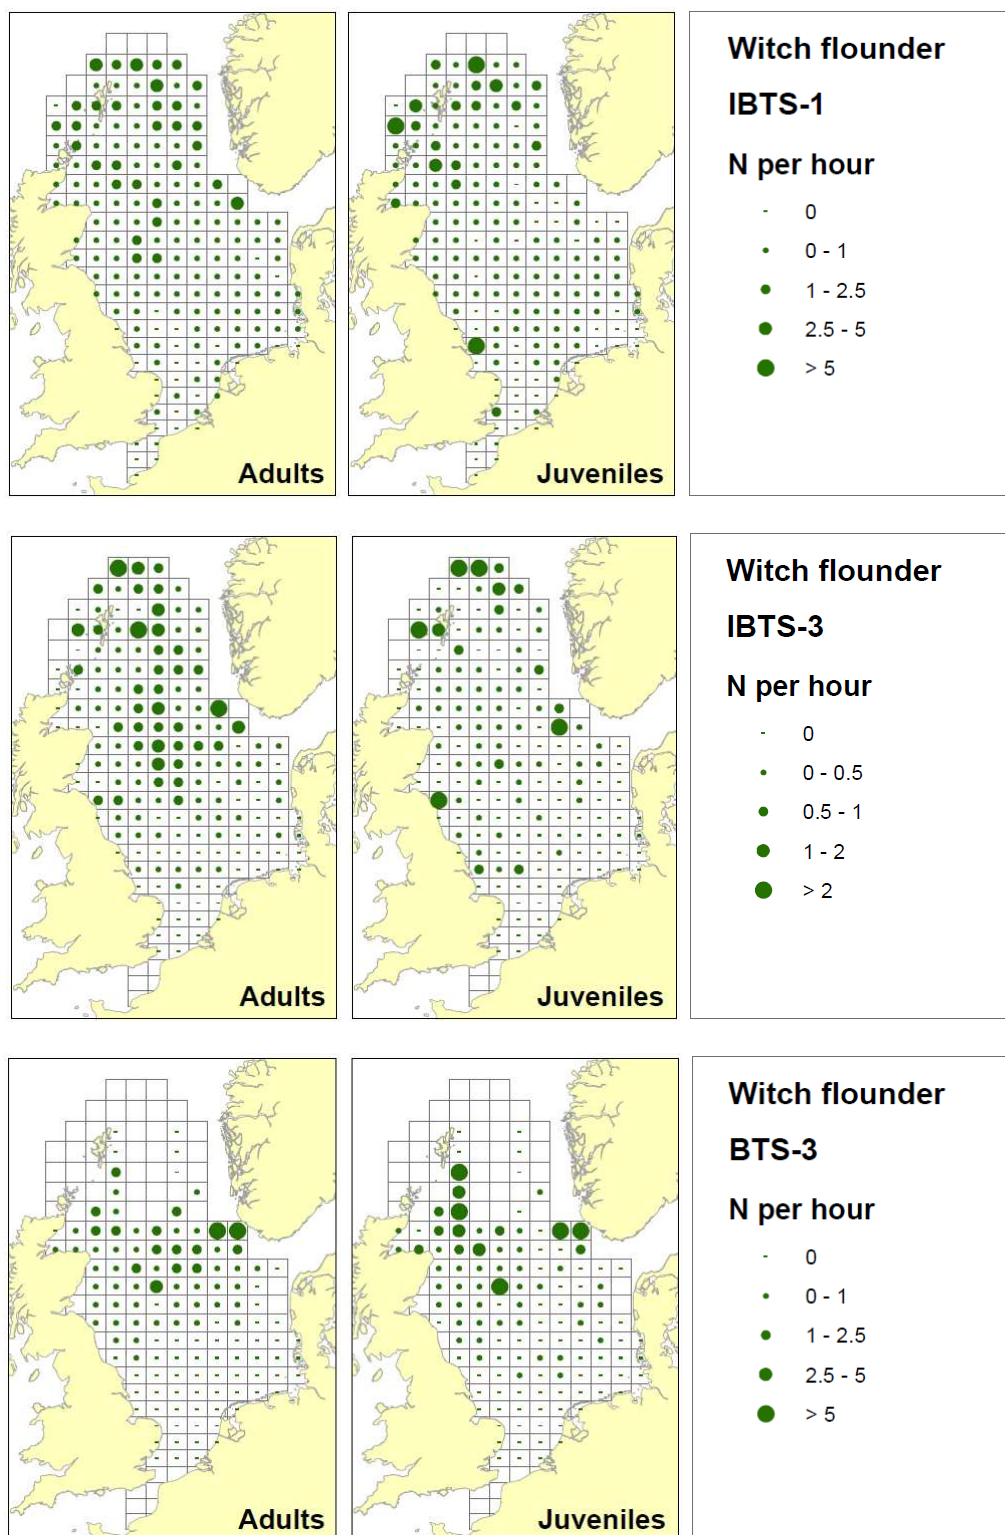 Witch flounder
IBTS-1
N per hour
0
0 - 1
1 - 2.5
2.5 - 5
> 5
Adults
Juveniles
Witch flounder
IBTS-3
N per hour
0
0 - 0.5
0.5 - 1
1 - 2
> 2
Adults
Juveniles
Witch flounder
BTS-3
N per hour
0
0 - 1
1 - 2.5
2.5 - 5
> 5
Adults
Juveniles